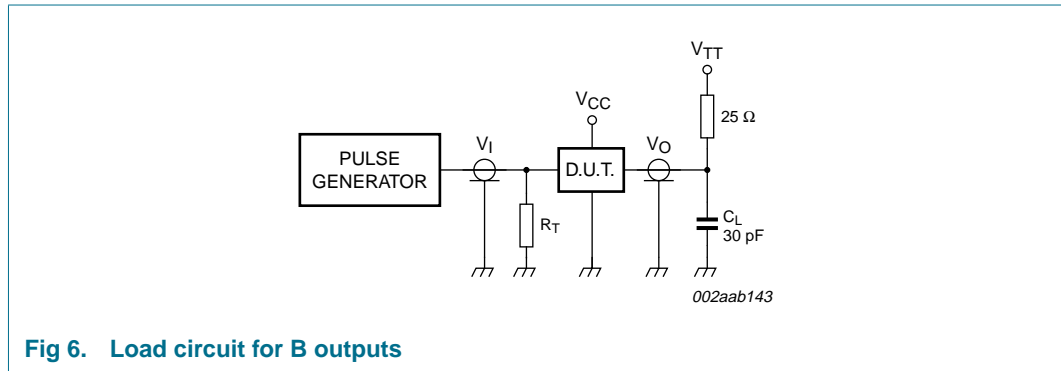 V_TT
25 Ω
V_CC
V_I
V_O
PULSE
GENERATOR
D.U.T.
R_T
C_L
30 pF
002aab143
Fig 6. Load circuit for B outputs